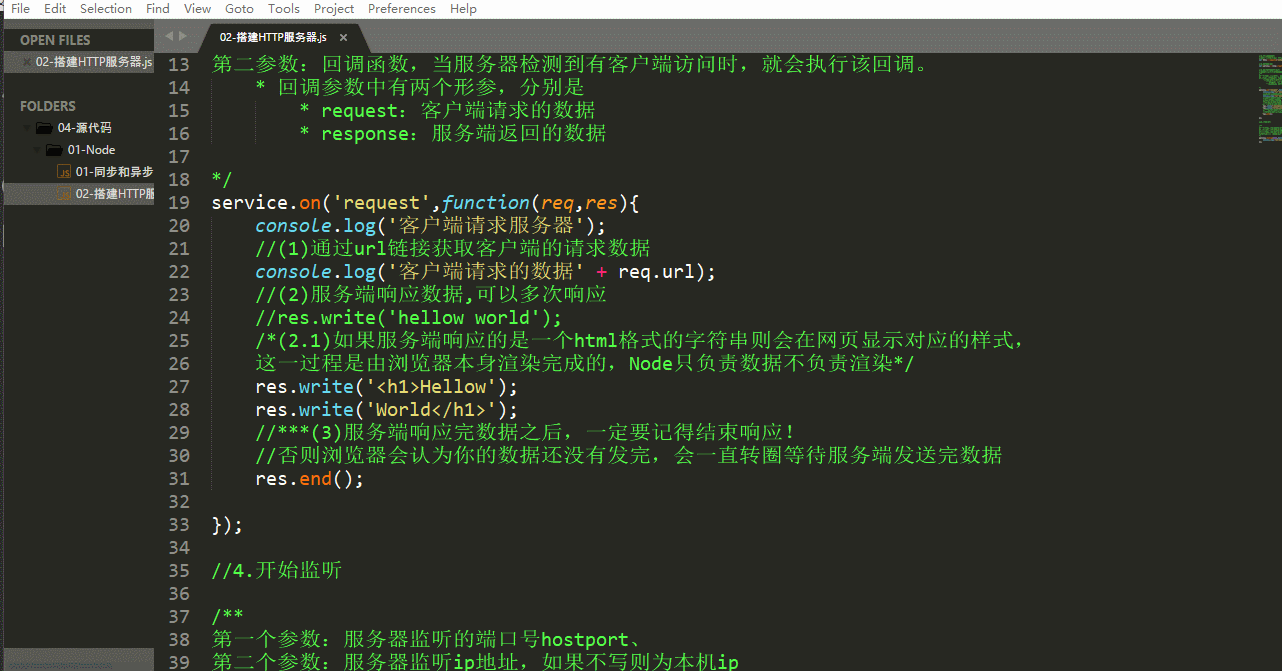 File Edit Selection Find View Goto Tools Project Preferences Help
OPEN FILES
02-搭建HTTP服务器.js
FOLDERS
04-源代码
01-Node
01-同步和异步
02-搭建HTTP服
02-搭建HTTP服务器.js
13 第二参数：回调函数，当服务器检测到有客户端访问时，就会执行该回调。
14 * 回调参数中有两个形参，分别是
15 * request：客户端请求的数据
16 * response：服务端返回的数据
17
18 */
19 service.on('request',function(req,res){
20 console.log('客户端请求服务器');
21 //(1)通过url链接获取客户端的请求数据
22 console.log('客户端请求的数据' + req.url);
23 //(2)服务端响应数据,可以多次响应
24 //res.write('hellow world');
25 /*(2.1)如果服务端响应的是一个html格式的字符串则会在网页显示对应的样式，
26 这一过程是由浏览器本身渲染完成的，Node只负责数据不负责渲染*/
27 res.write('<h1>Hellow');
28 res.write('World</h1>');
29 //***(3)服务端响应完数据之后，一定要记得结束响应！
30 //否则浏览器会认为你的数据还没有发完，会一直转圈等待服务端发送完数据
31 res.end();
32
33 });
34
35 //4.开始监听
36
37 /**
38 第一个参数：服务器监听的端口号hostport、
39 第二个参数：服务器监听ip地址，如果不写则为本机ip